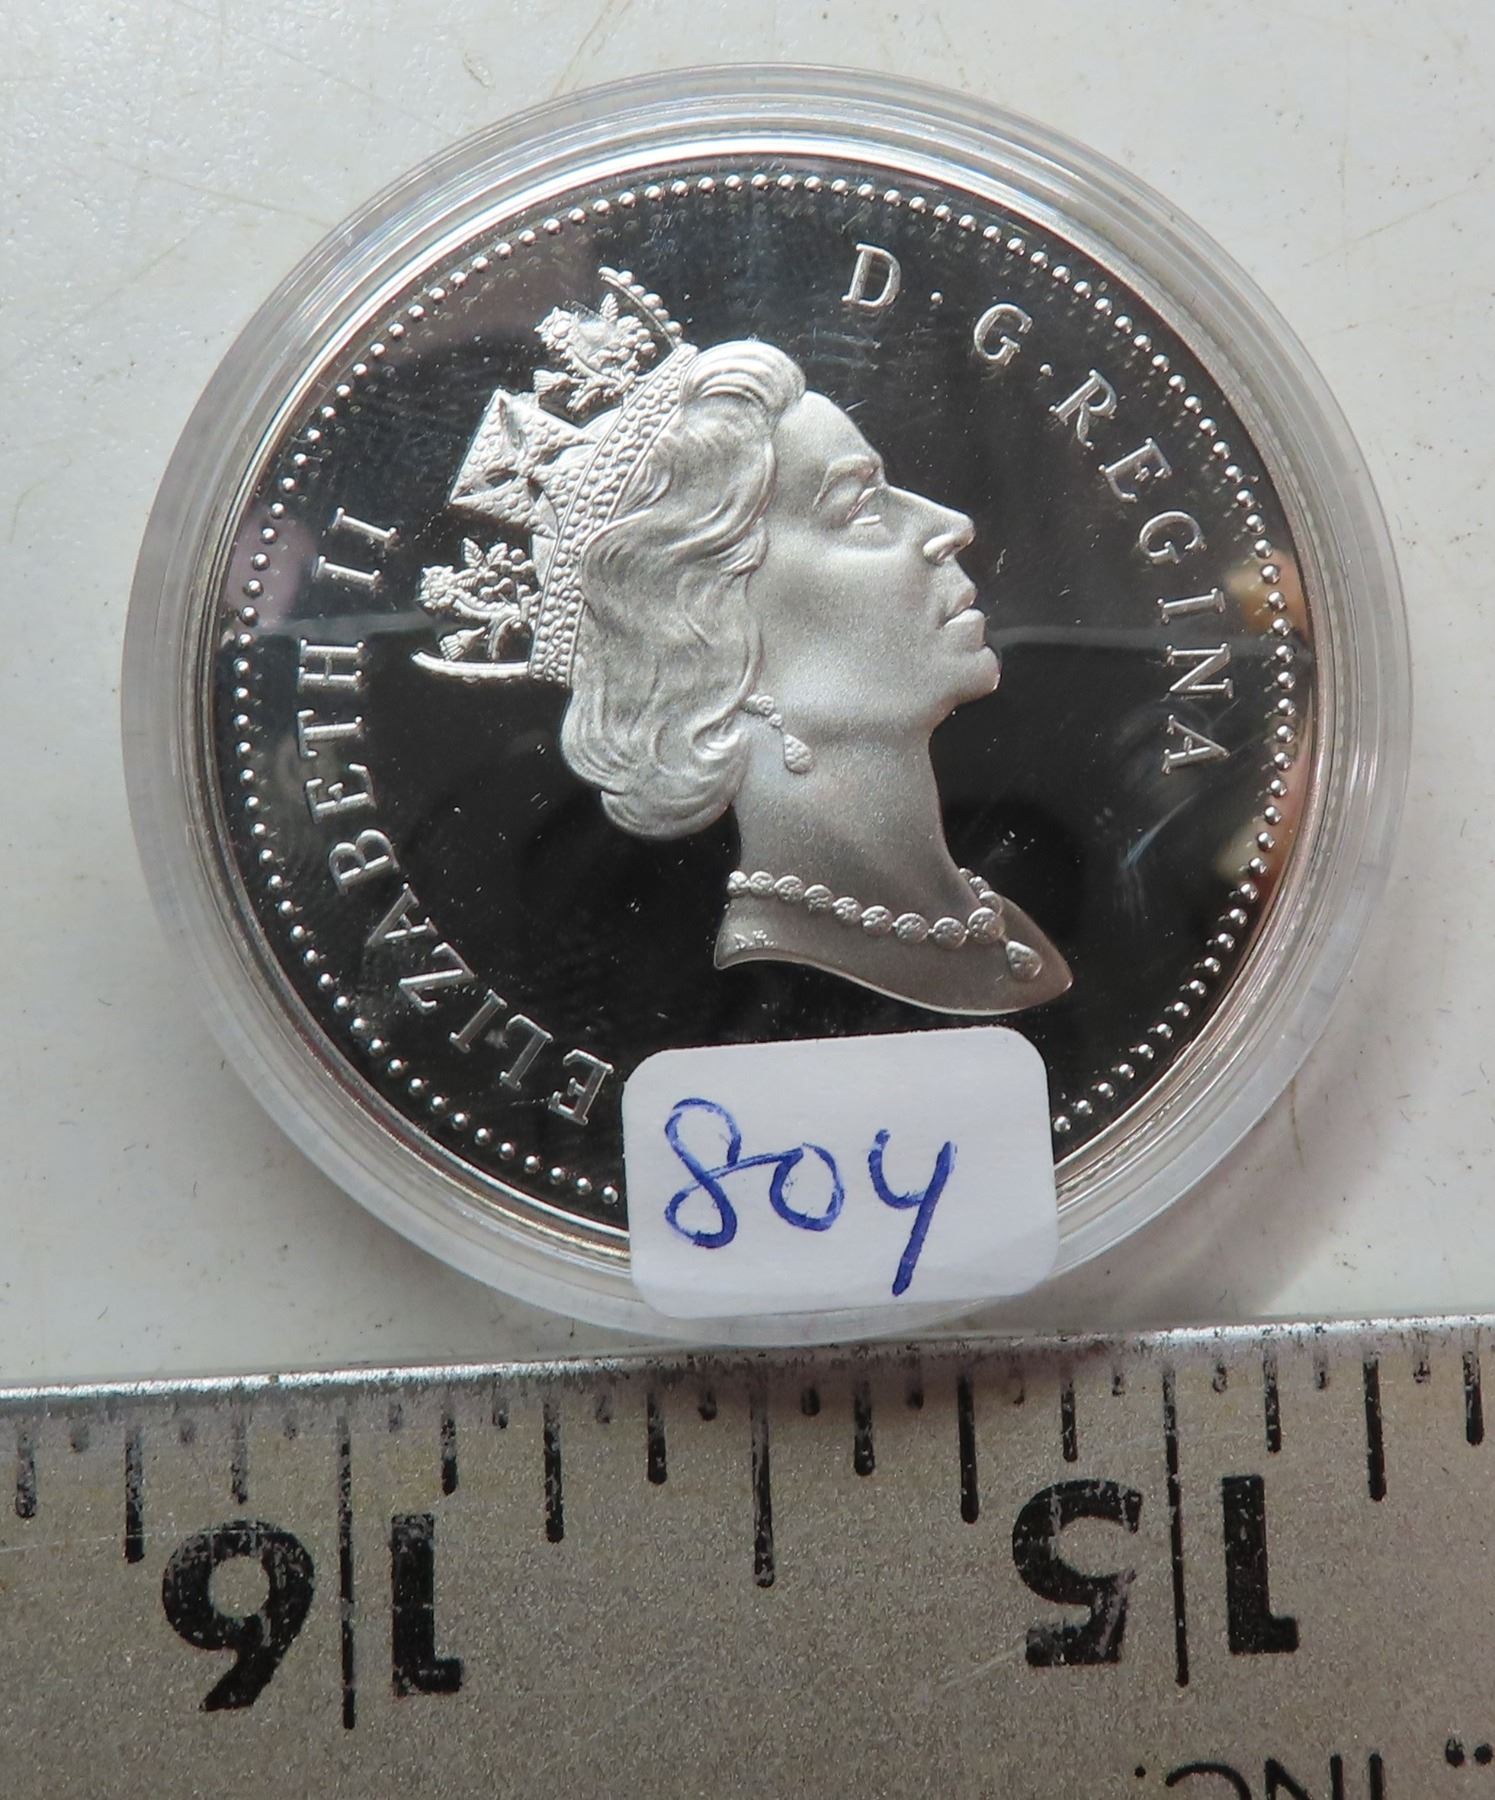 ELIZABETH II D·G·REGINA
804
16 15
INC.